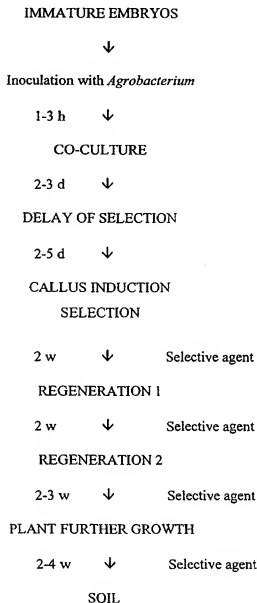 IMMATURE EMBRYOS
↓
Inoculation with Agrobacterium
1-3 h ↓
CO-CULTURE
2-3 d ↓
DELAY OF SELECTION
2-5 d ↓
CALLUS INDUCTION
SELECTION
2 w ↓ Selective agent
REGENERATION 1
2 w ↓ Selective agent
REGENERATION 2
2-3 w ↓ Selective agent
PLANT FURTHER GROWTH
2-4 w ↓ Selective agent
SOIL